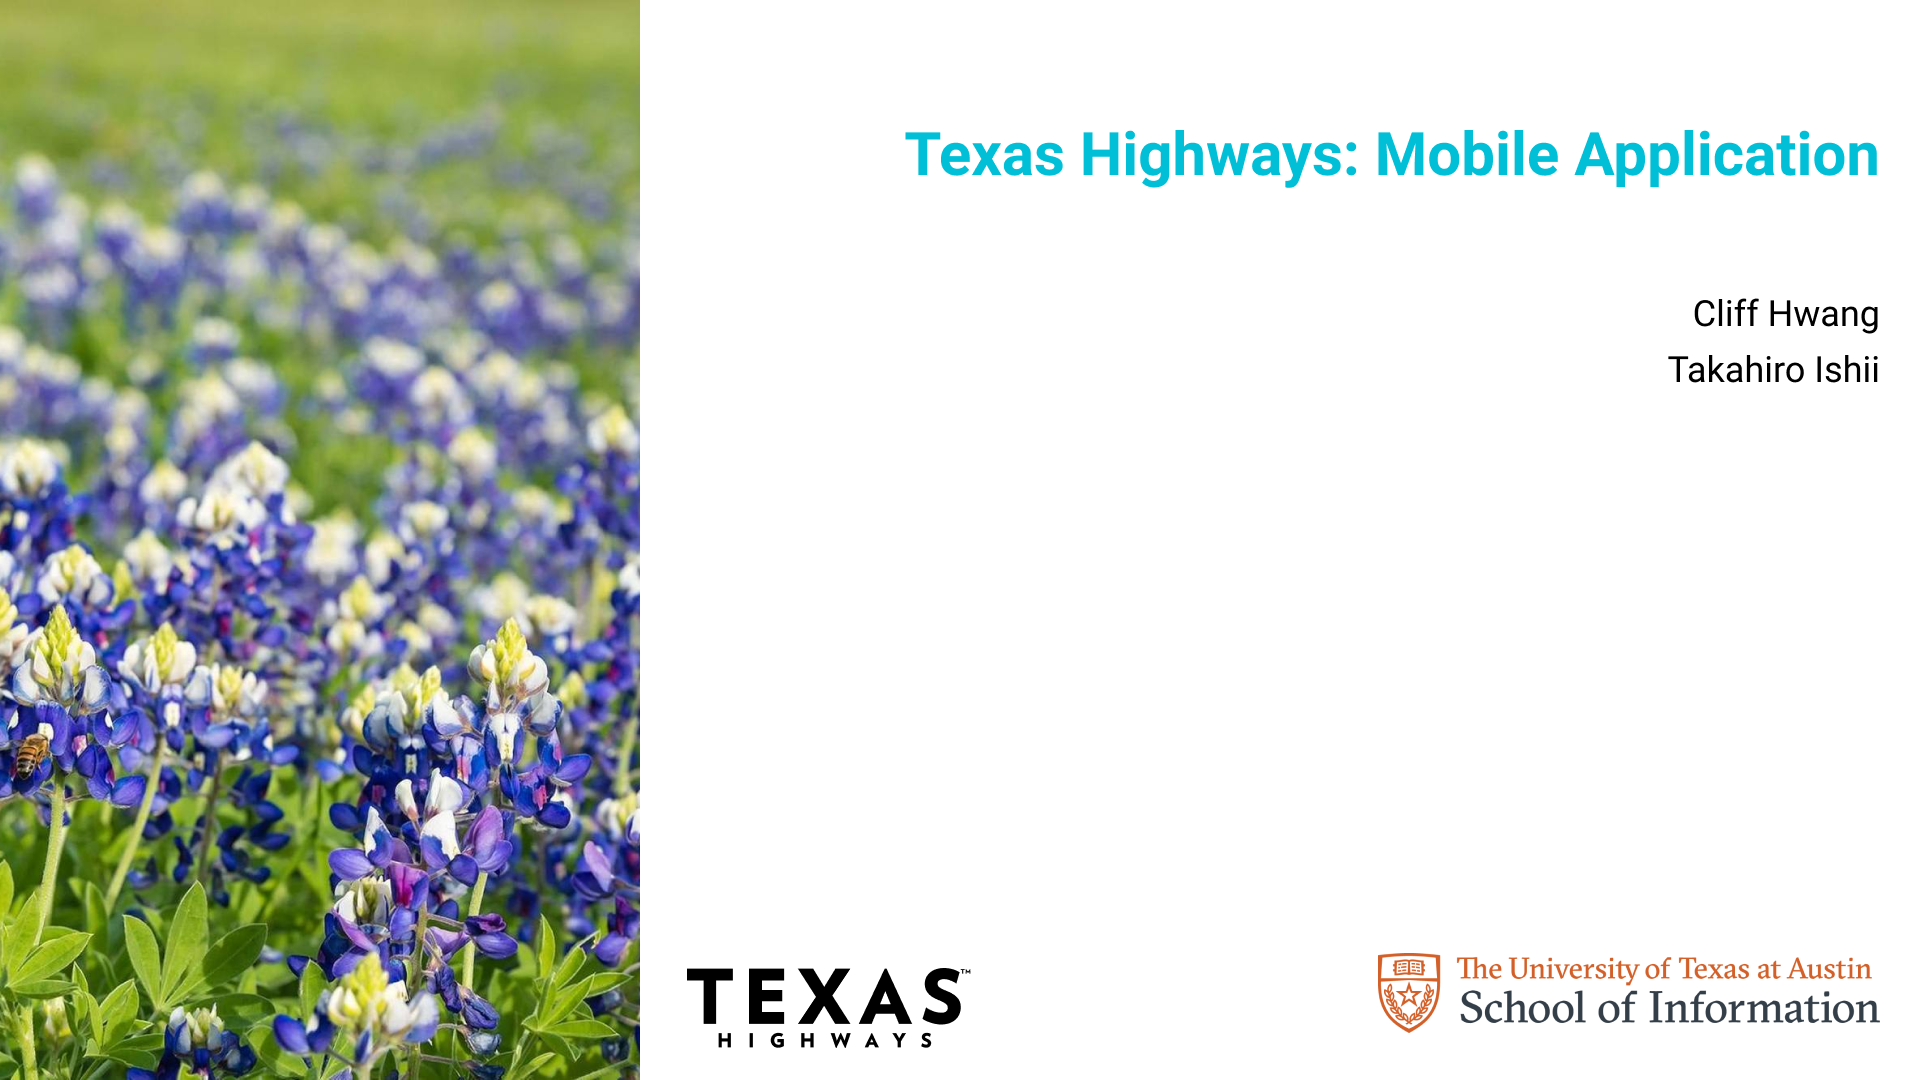 Texas Highways: Mobile Application
Cliff Hwang
Takahiro Ishii
TEXAS™
HIGHWAYS
The University of Texas at Austin
School of Information